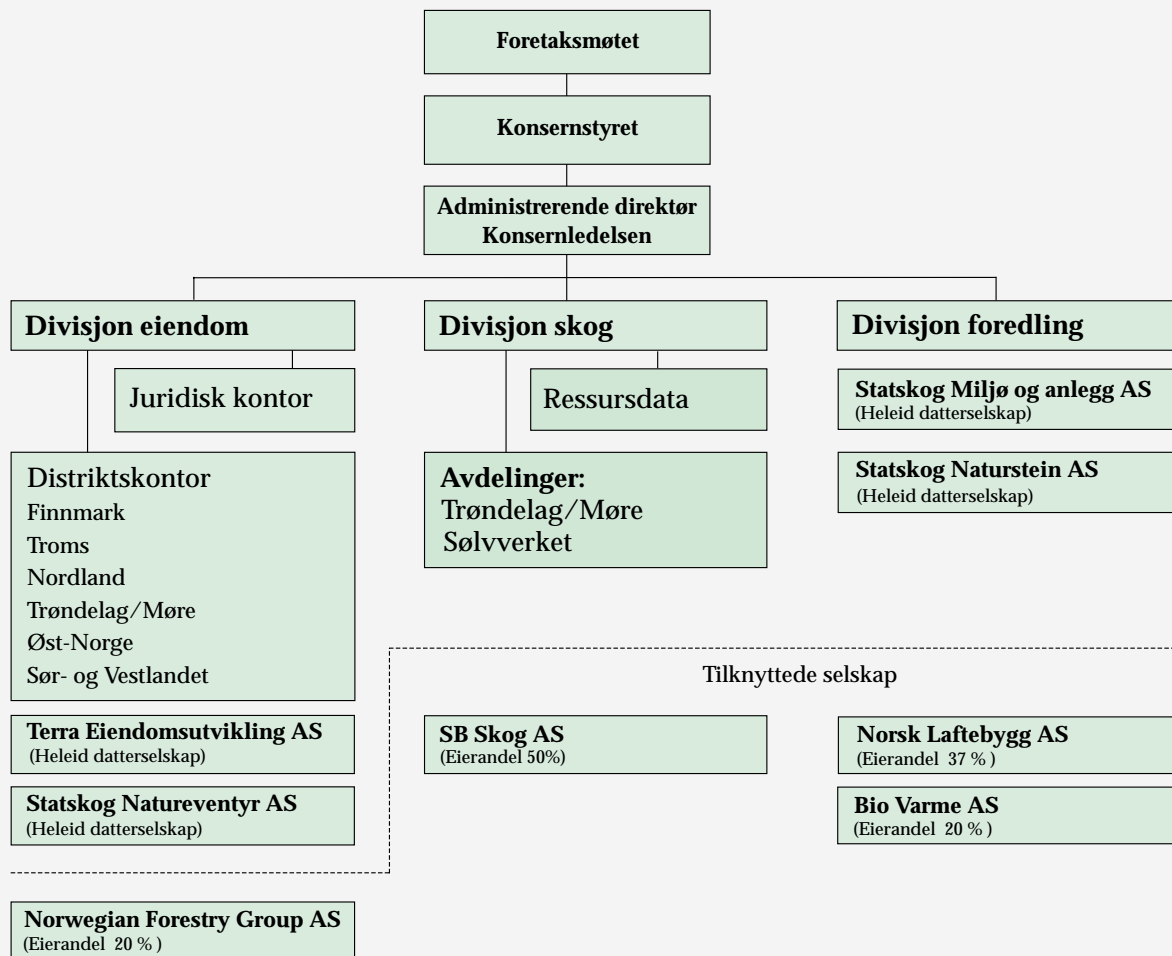 Foretaksmøtet
Konsernstyret
Administrerende direktør
Konsernledelsen
Divisjon eiendom
Juridisk kontor
Distriktskontor
Finnmark
Troms
Nordland
Trøndelag/Møre
Øst-Norge
Sør- og Vestlandet
Terra Eiendomsutvikling AS
(Heleid datterselskap)
Statskog Natureventyr AS
(Heleid datterselskap)
Divisjon skog
Ressursdata
Avdelinger:
Trøndelag/Møre
Sølvverket
Divisjon foredling
Statskog Miljø og anlegg AS
(Heleid datterselskap)
Statskog Naturstein AS
(Heleid datterselskap)
Tilknyttede selskap
SB Skog AS
(Eierandel 50%)
Norsk Laftebygg AS
(Eierandel 37 % )
Bio Varme AS
(Eierandel 20 % )
Norwegian Forestry Group AS
(Eierandel 20 % )